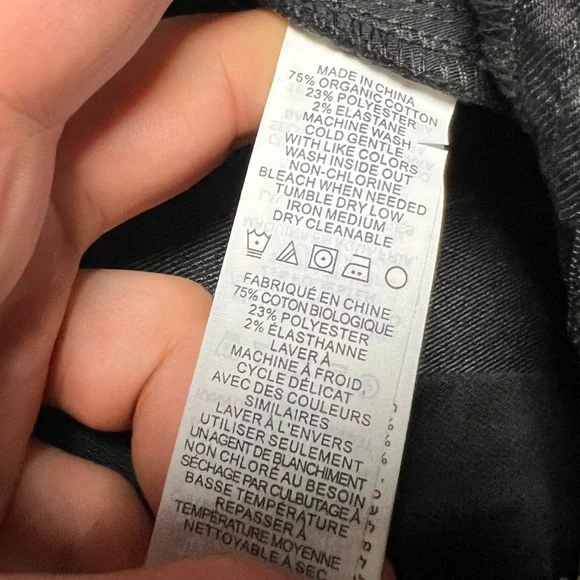 MADE IN CHINA
75% ORGANIC COTTON
23% POLYESTER
2% ELASTANE
MACHINE WASH
COLD GENTLE
WITH LIKE COLORS
WASH INSIDE OUT
NON-CHLORINE
BLEACH WHEN NEEDED
TUMBLE DRY LOW
IRON MEDIUM
DRY CLEANABLE
FABRIQUÉ EN CHINE
75% COTON BIOLOGIQUE
23% POLYESTER
2% ÉLASTHANNE
LAVER À
MACHINE À FROID,
CYCLE DÉLICAT
AVEC DES COULEURS
SIMILAIRES
LAVER À L'ENVERS
UTILISER SEULEMENT
UN AGENT DE BLANCHIMENT
NON CHLORÉ AU BESOIN
SÉCHAGE PAR CULBUTAGE À
BASSE TEMPÉRATURE
REPASSER À
TEMPÉRATURE MOYENNE
NETTOYABLE À SEC